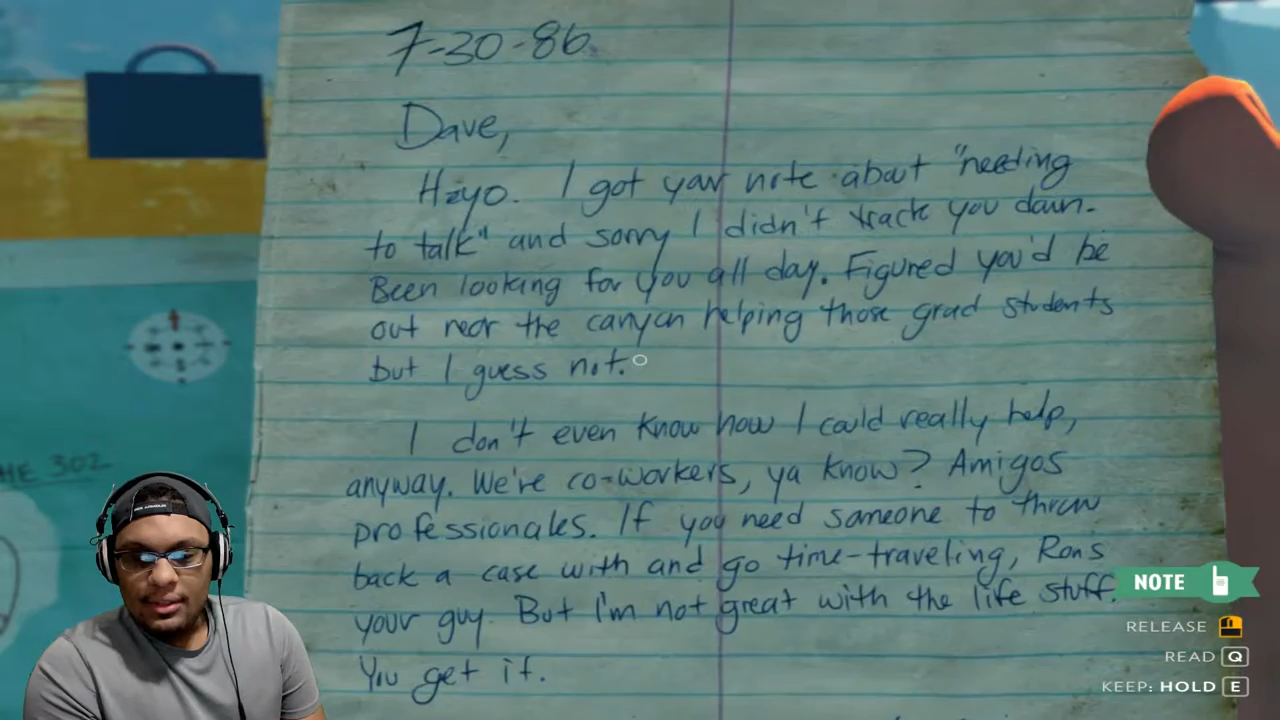 7-30-86
Dave,
Heyo. I got your note about "needing
to talk" and sorry I didn't track you down.
Been looking for you all day. Figured you'd be
out near the canyon helping those grad students
but I guess not.
I don't even know how I could really help,
anyway. We're co-workers, ya know? Amigos
professionales. If you need someone to throw
back a case with and go time-traveling, Ron's
your guy. But I'm not great with the life stuff.
You get it.
HE 302
NOTE
RELEASE
READ Q
KEEP: HOLD E